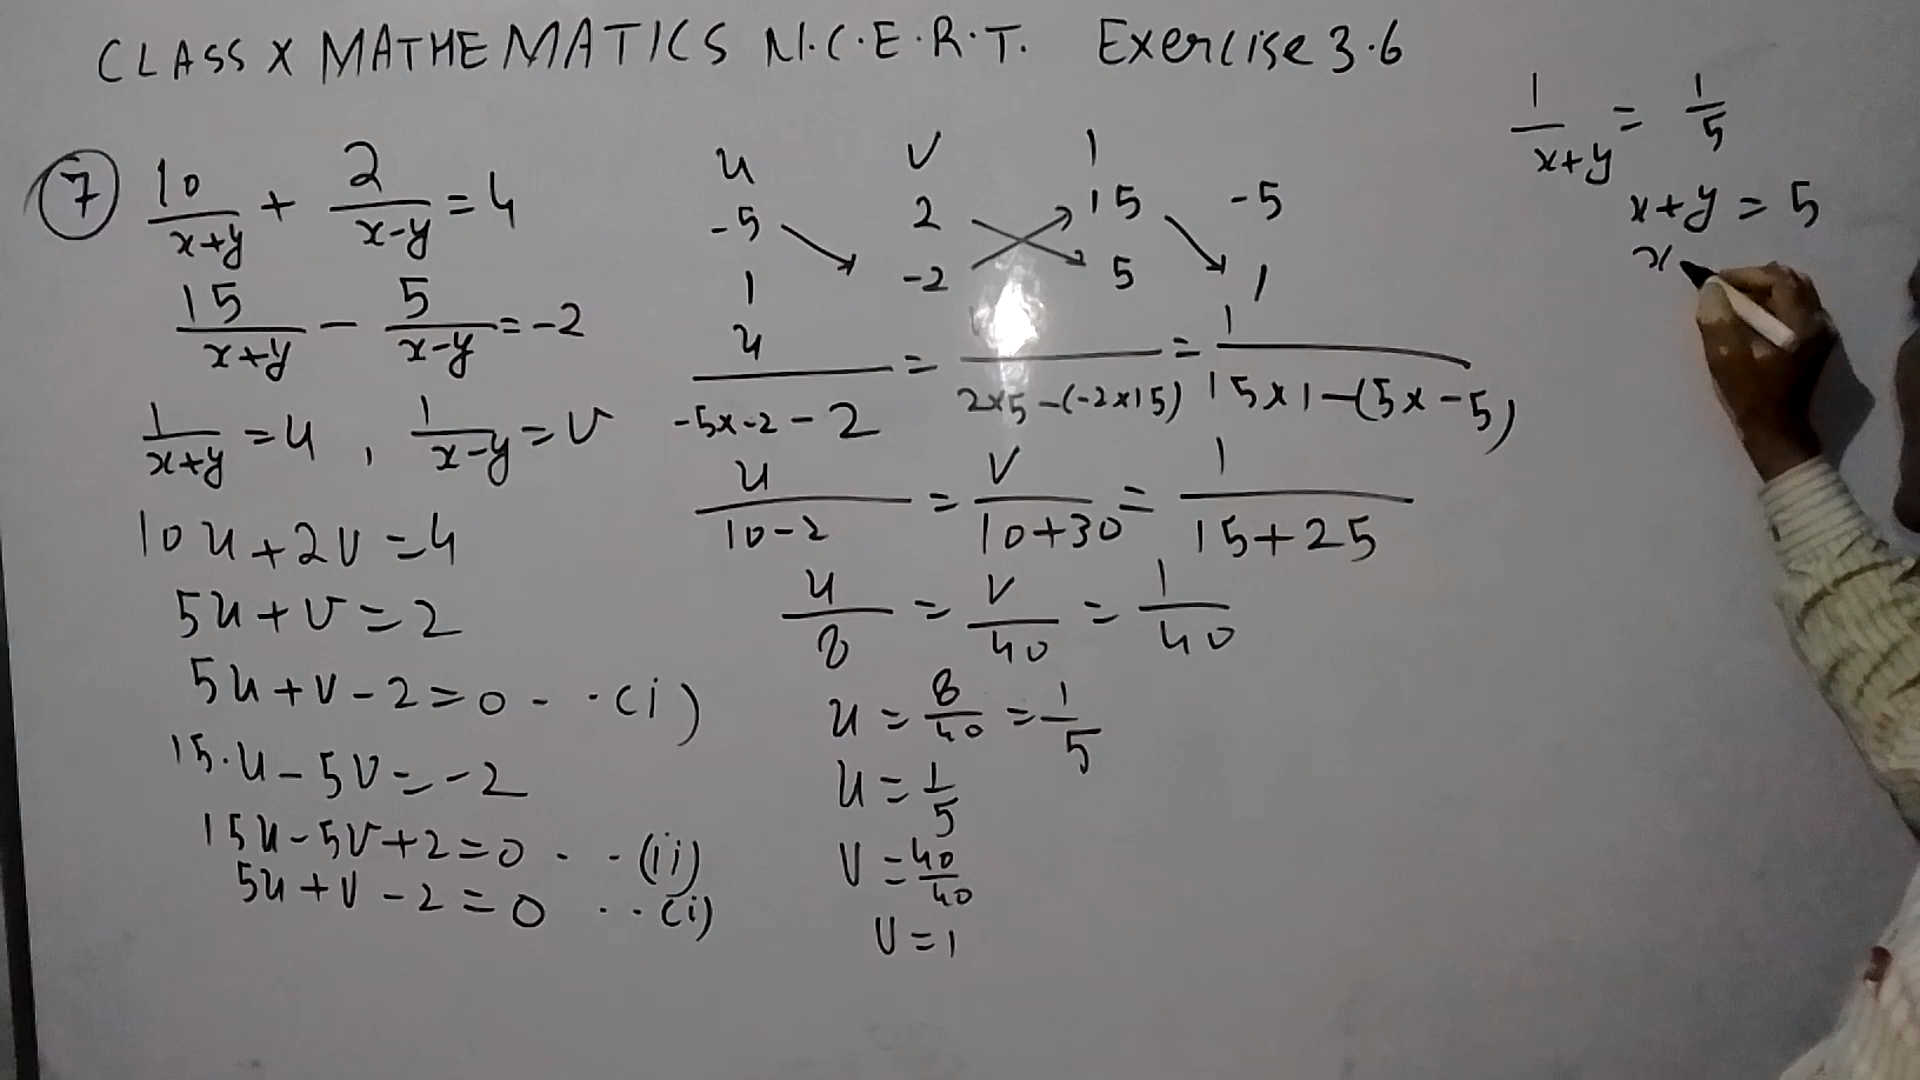 CLASS X MATHEMATICS N.C.E.R.T. Exercise 3.6
7 10/(x+y) + 2/(x-y) = 4
15/(x+y) - 5/(x-y) = -2
1/(x+y) = u , 1/(x-y) = v
10u + 2v = 4
5u + v = 2
5u + v - 2 = 0 - - (i)
15.u - 5v = -2
15u - 5v + 2 = 0 - - (ii)
5u + v - 2 = 0 - - (i)
u v 1
-5 2 15 -5
1 -2 5 1
u/(-5x-2 - 2) = /(2x5 -(-2x15)) = 1/(15x1 -(5x-5))
u/(10-2) = v/(10+30) = 1/(15+25)
u/8 = v/40 = 1/40
u = 8/40 = 1/5
u = 1/5
v = 40/40
v = 1
1/(x+y) = 1/5
x+y = 5
x